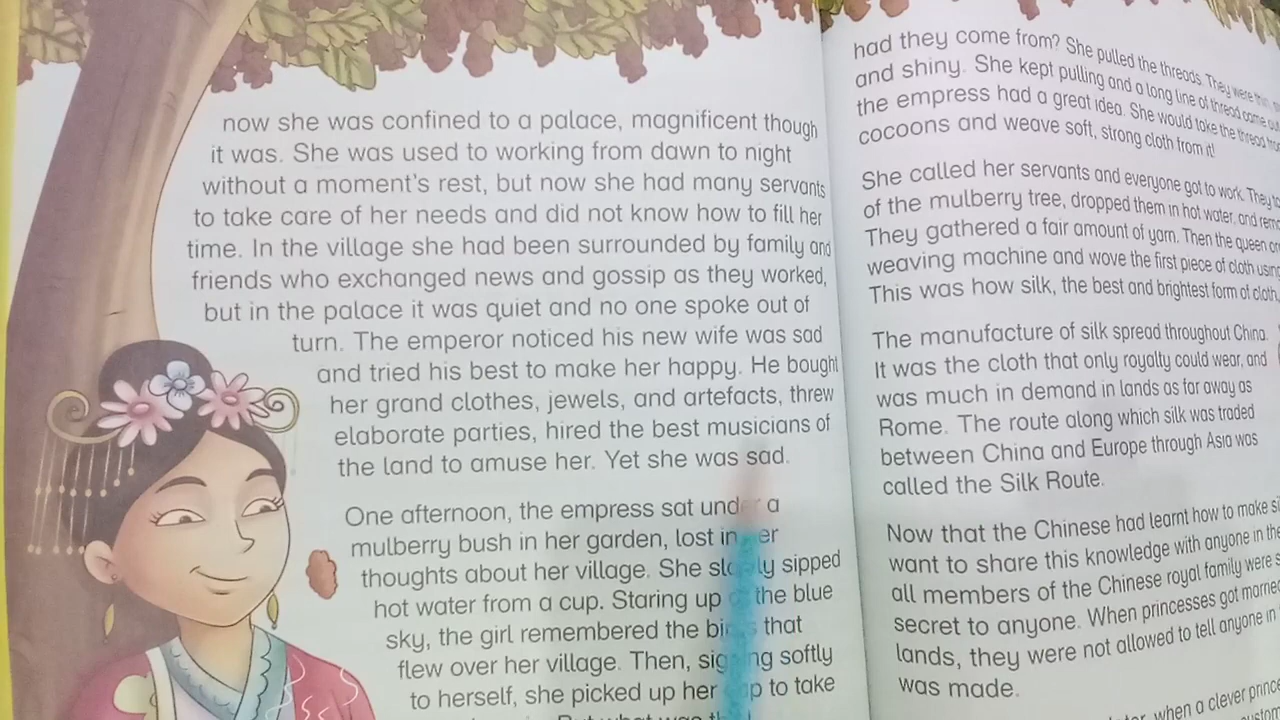 now she was confined to a palace, magnificent though
it was. She was used to working from dawn to night
without a moment's rest, but now she had many servants
to take care of her needs and did not know how to fill her
time. In the village she had been surrounded by family and
friends who exchanged news and gossip as they worked,
but in the palace it was quiet and no one spoke out of
turn. The emperor noticed his new wife was sad
and tried his best to make her happy. He bought
her grand clothes, jewels, and artefacts, threw
elaborate parties, hired the best musicians of
the land to amuse her. Yet she was sad.
One afternoon, the empress sat under a
mulberry bush in her garden, lost in her
thoughts about her village. She slowly sipped
hot water from a cup. Staring up the blue
sky, the girl remembered the birds that
flew over her village. Then, sighing softly
to herself, she picked up her cup to take
had they come from? She pulled the threads. They were
and shiny. She kept pulling and a long line of thread came
the empress had a great idea. She would take the thread
cocoons and weave soft, strong cloth from it!
She called her servants and everyone got to work. They
of the mulberry tree, dropped them in hot water, and
They gathered a fair amount of yarn. Then the queen
weaving machine and wove the first piece of cloth
This was how silk, the best and brightest form of cloth
The manufacture of silk spread throughout China.
It was the cloth that only royalty could wear, and
was much in demand in lands as far away as
Rome. The route along which silk was traded
between China and Europe through Asia was
called the Silk Route.
Now that the Chinese had learnt how to make
want to share this knowledge with anyone in the
all members of the Chinese royal family were
secret to anyone. When princesses got married
lands, they were not allowed to tell anyone in
was made.
when a clever